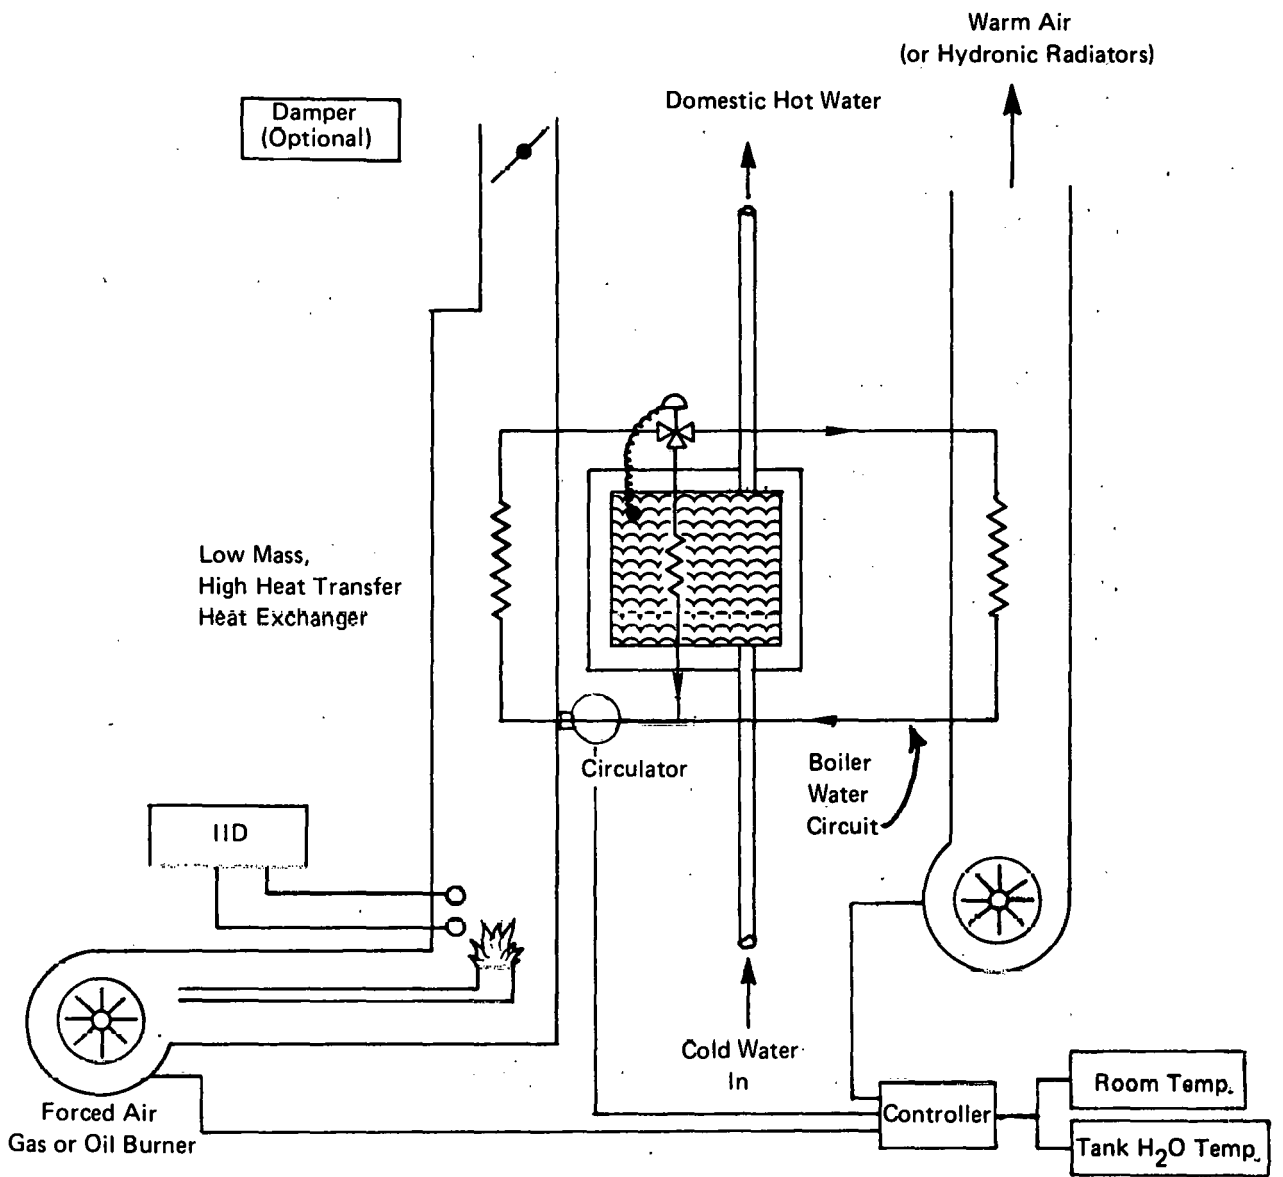 Warm Air
(or Hydronic Radiators)
Domestic Hot Water
Damper
(Optional)
Low Mass,
High Heat Transfer
Heat Exchanger
Circulator
Boiler
Water
Circuit
IID
Cold Water
In
Forced Air
Gas or Oil Burner
Controller
Room Temp.
Tank H₂O Temp.